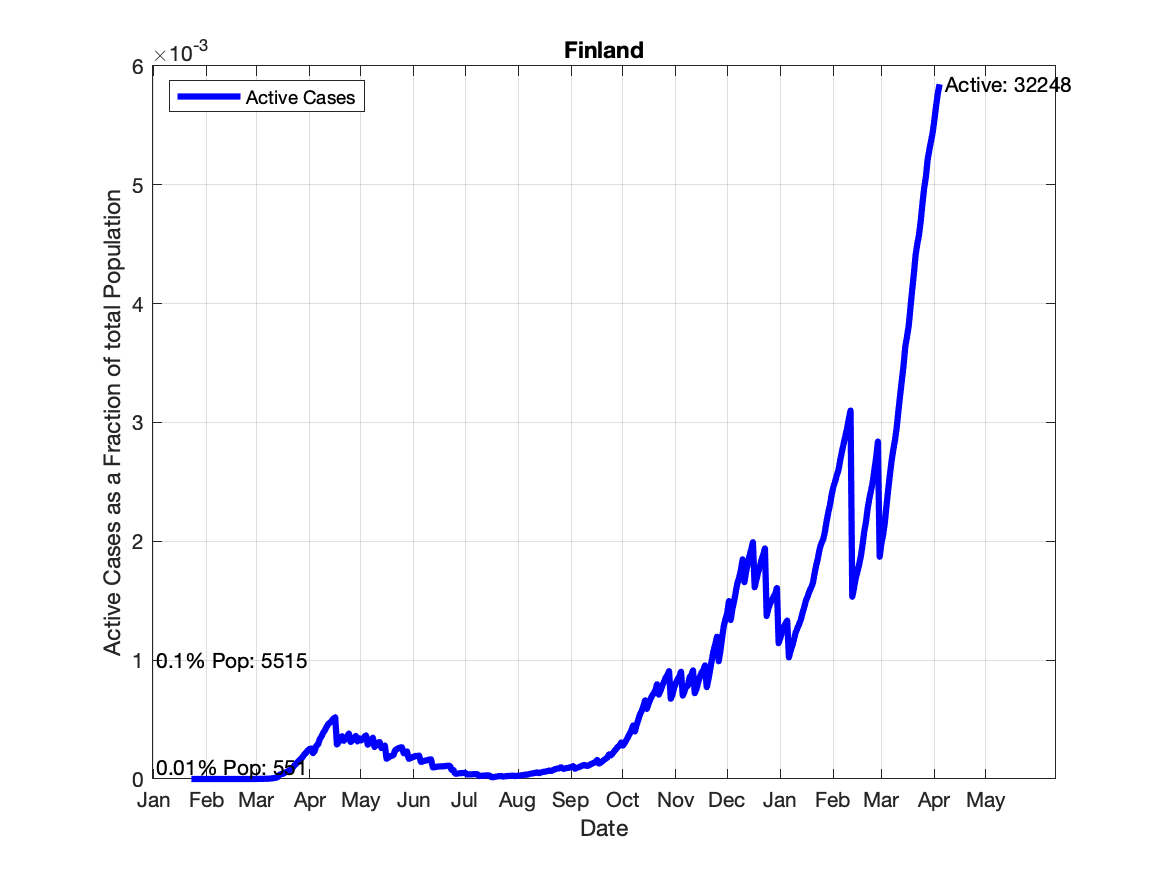 Finland
×10-3
6
Active Cases
Active: 32248
5
4
3
2
1
0.1% Pop: 5515
0.01% Pop: 551
0
Active Cases as a Fraction of total Population
Jan Feb Mar Apr May Jun Jul Aug Sep Oct Nov Dec Jan Feb Mar Apr May
Date